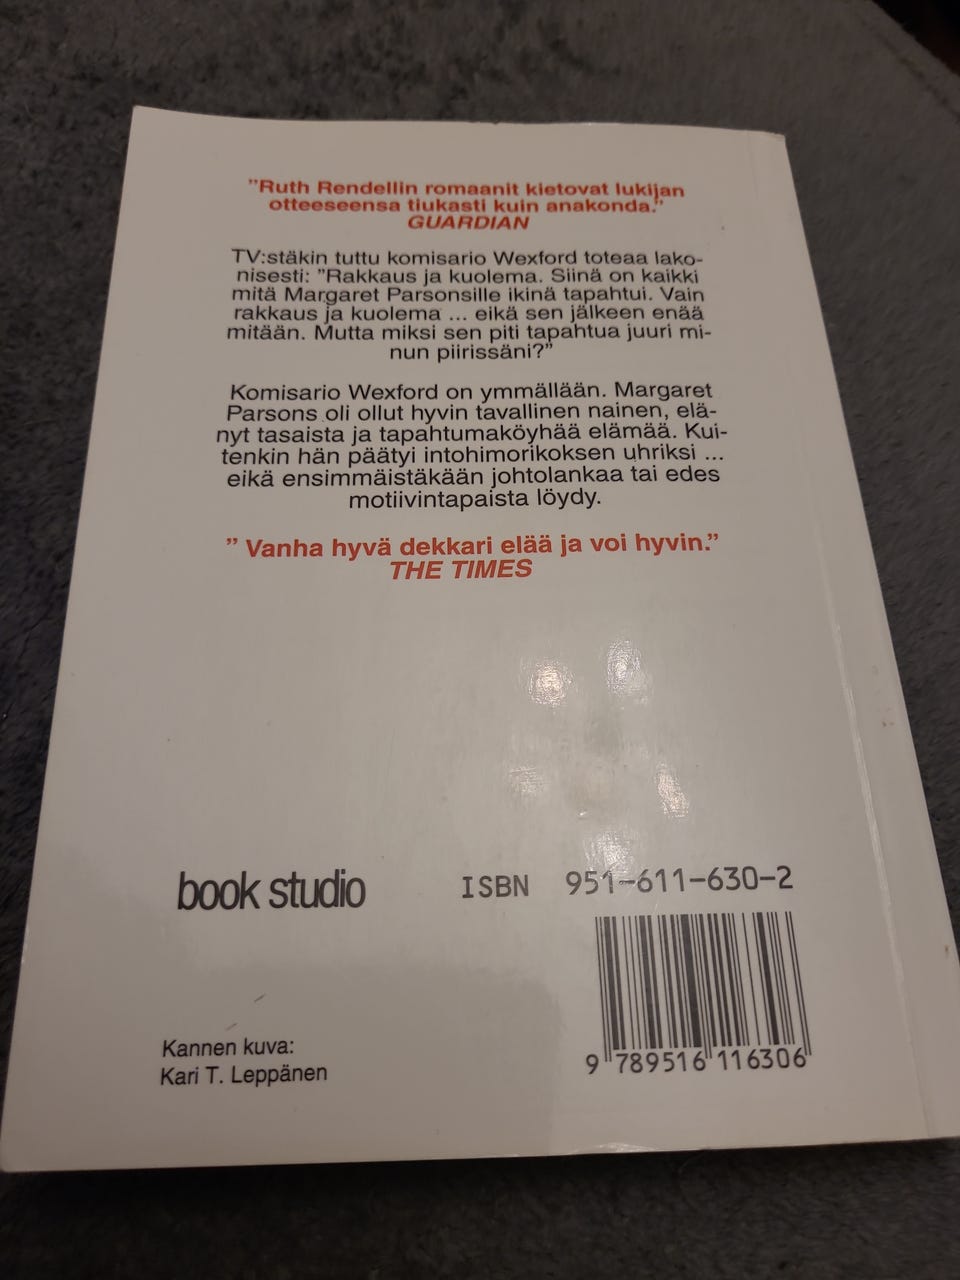 ”Ruth Rendellin romaanit kietovat lukijan
otteeseensa tiukasti kuin anakonda.”
GUARDIAN
TV:stäkin tuttu komisario Wexford toteaa lako-
nisesti: ”Rakkaus ja kuolema. Siinä on kaikki
mitä Margaret Parsonsille ikinä tapahtui. Vain
rakkaus ja kuolema ... eikä sen jälkeen enää
mitään. Mutta miksi sen piti tapahtua juuri mi-
nun piirissäni?”
Komisario Wexford on ymmällään. Margaret
Parsons oli ollut hyvin tavallinen nainen, elä-
nyt tasaista ja tapahtumaköyhää elämää. Kui-
tenkin hän päätyi intohimorikoksen uhriksi ...
eikä ensimmäistäkään johtolankaa tai edes
motiivintapaista löydy.
” Vanha hyvä dekkari elää ja voi hyvin.”
THE TIMES
book studio
ISBN 951-611-630-2
9 789516 116306
Kannen kuva:
Kari T. Leppänen